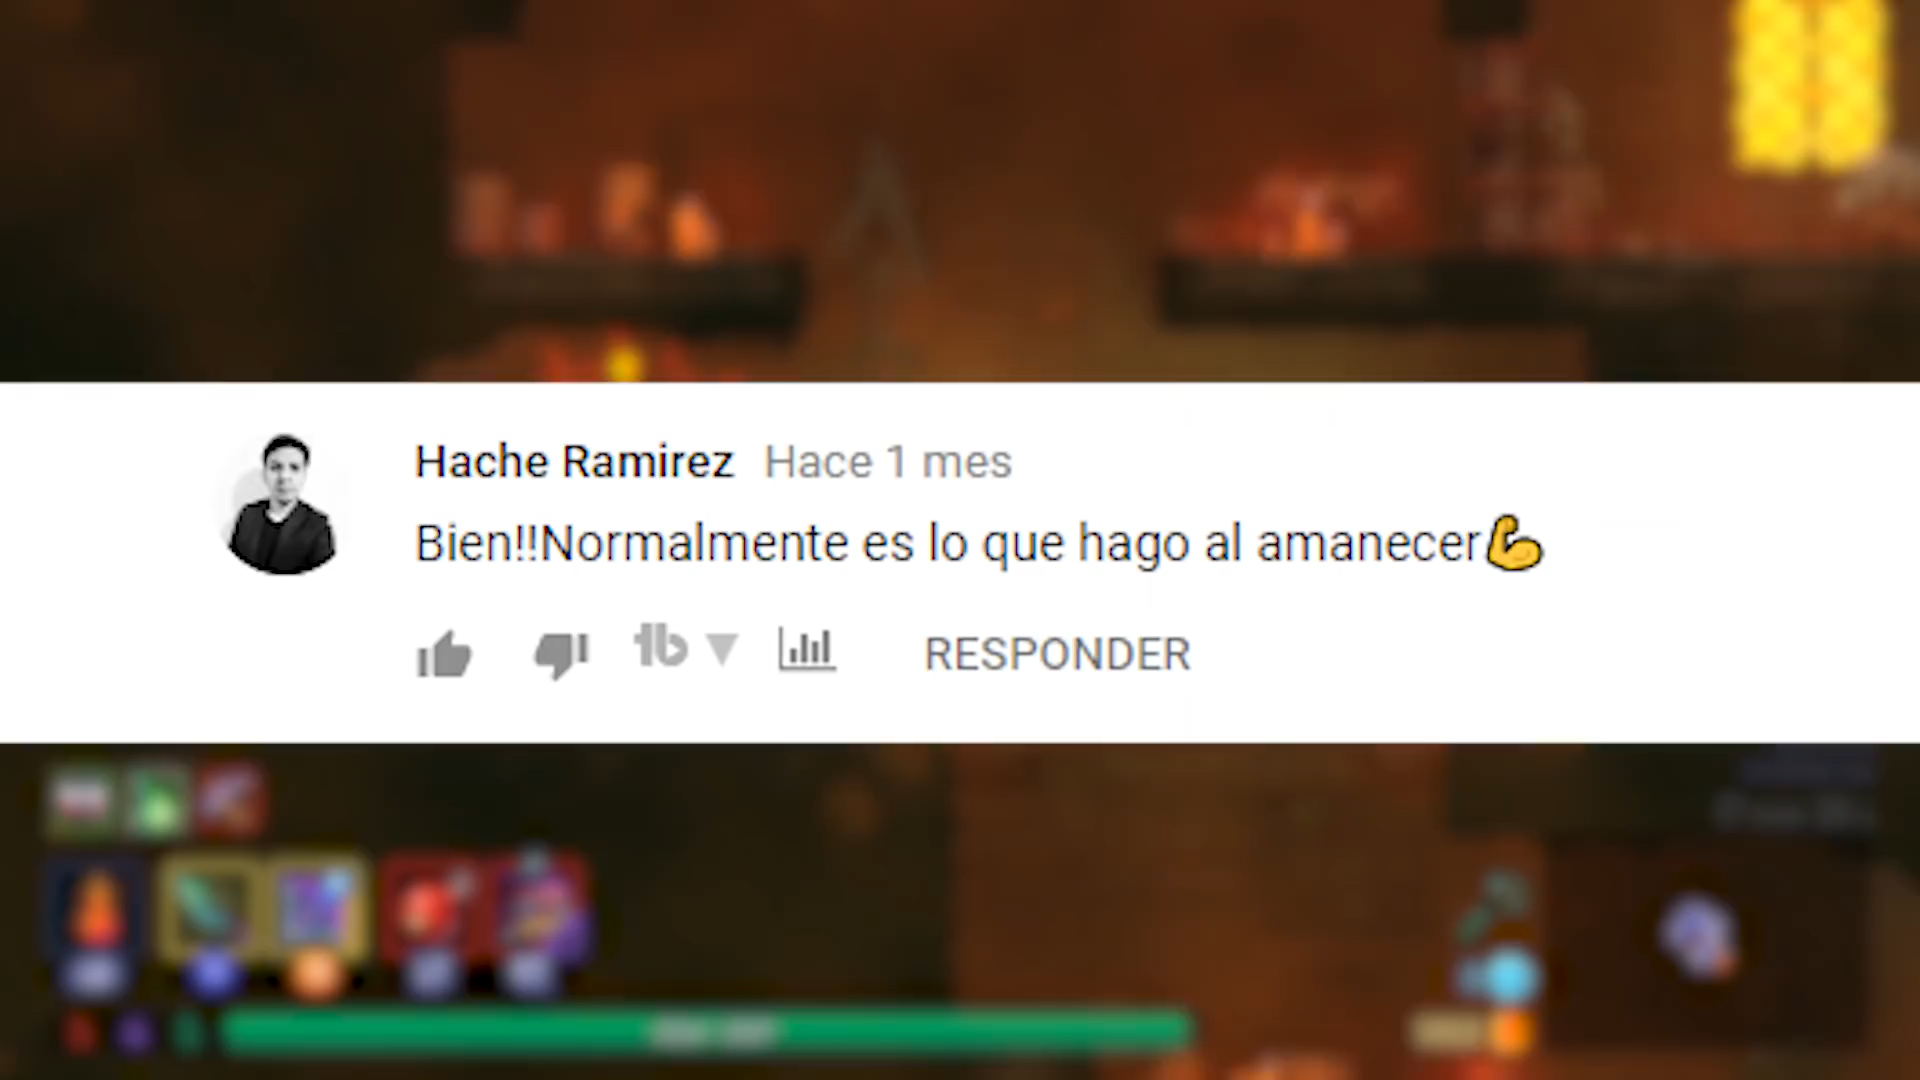 Hache Ramirez Hace 1 mes
Bien!!Normalmente es lo que hago al amanecer💪
RESPONDER